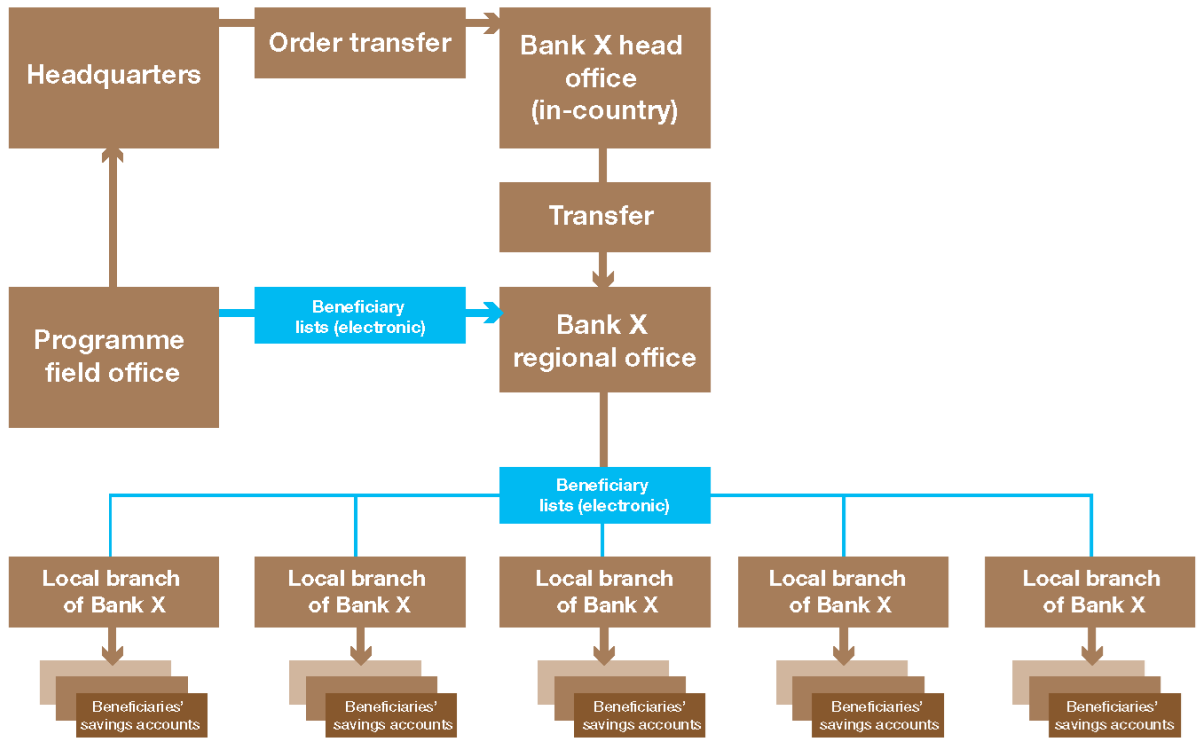 Headquarters
Order transfer
Bank X head
office
(in-country)
Transfer
Programme
field office
Beneficiary
lists (electronic)
Bank X
regional office
Beneficiary
lists (electronic)
Local branch
of Bank X
Local branch
of Bank X
Local branch
of Bank X
Local branch
of Bank X
Local branch
of Bank X
Beneficiaries’
savings accounts
Beneficiaries’
savings accounts
Beneficiaries’
savings accounts
Beneficiaries’
savings accounts
Beneficiaries’
savings accounts